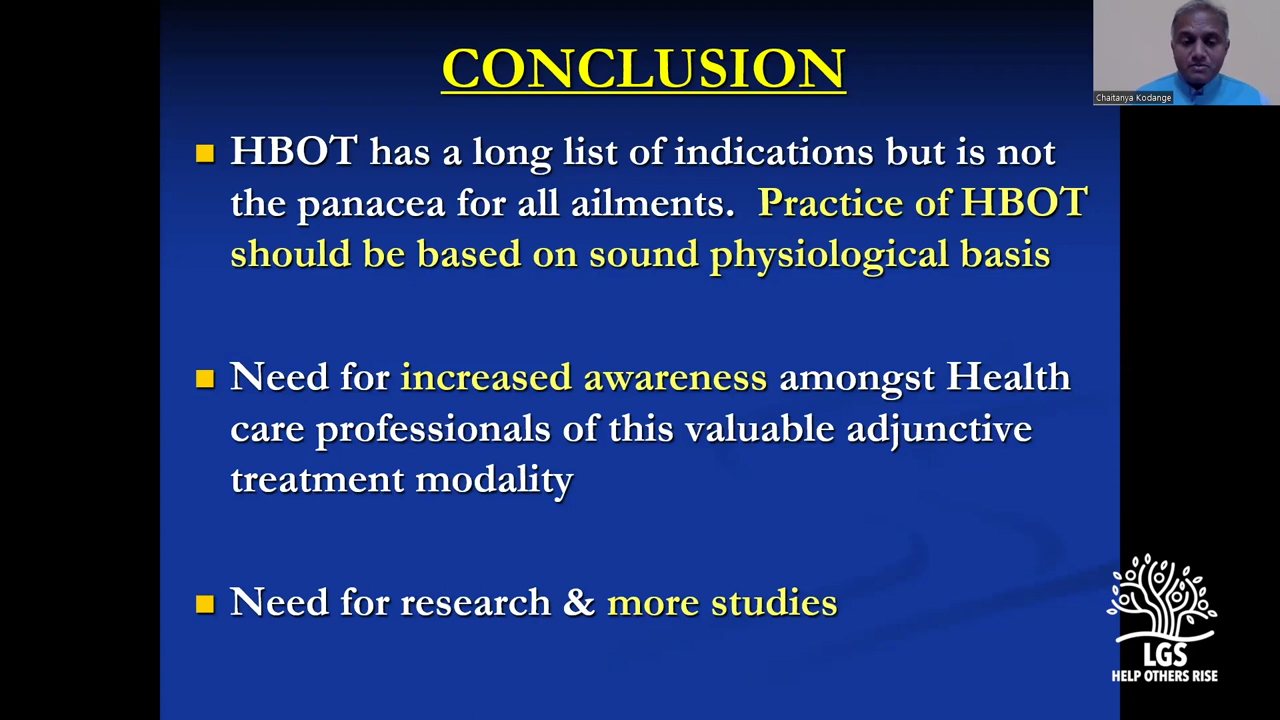 CONCLUSION
Chaitanya Kodange
HBOT has a long list of indications but is not
the panacea for all ailments. Practice of HBOT
should be based on sound physiological basis
Need for increased awareness amongst Health
care professionals of this valuable adjunctive
treatment modality
Need for research & more studies
LGS
HELP OTHERS RISE